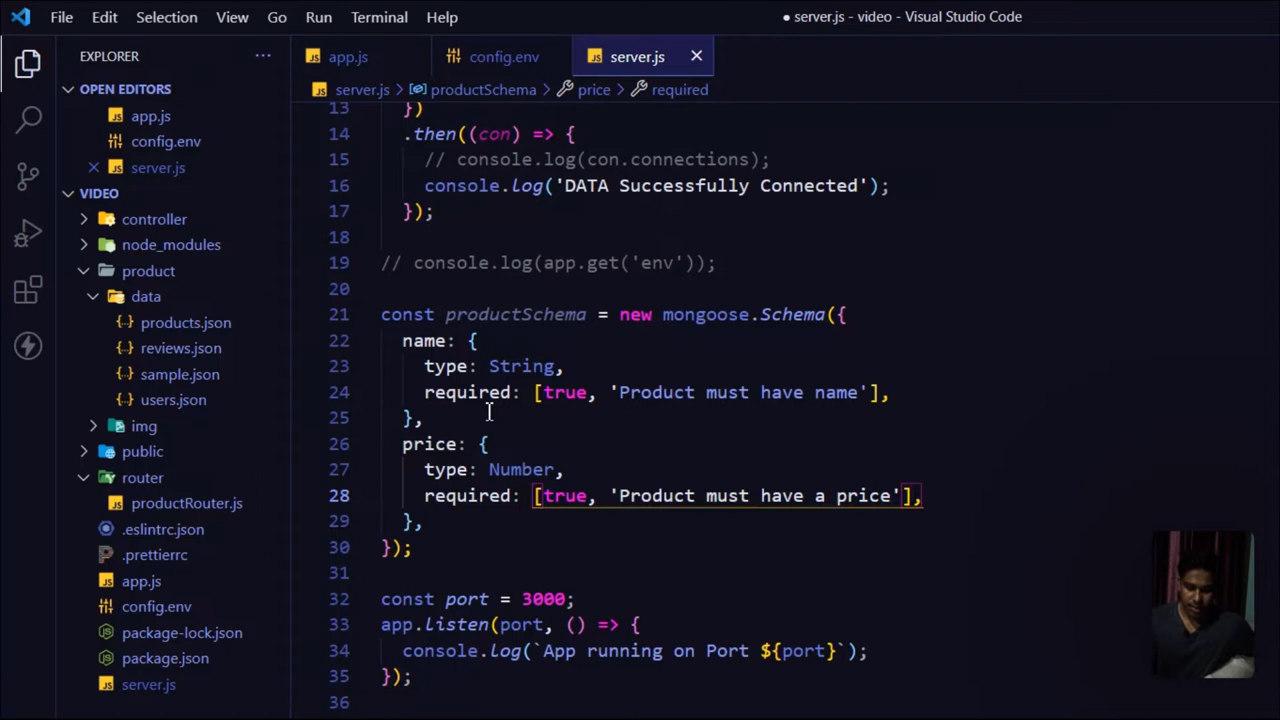 File Edit Selection View Go Run Terminal Help
● server.js - video - Visual Studio Code
EXPLORER ···
OPEN EDITORS
app.js
config.env
server.js
VIDEO
controller
node_modules
product
data
products.json
reviews.json
sample.json
users.json
img
public
router
productRouter.js
.eslintrc.json
.prettierrc
app.js
config.env
package-lock.json
package.json
server.js
app.js config.env server.js
server.js > productSchema > price > required
13 })
14 .then((con) => {
15 // console.log(con.connections);
16 console.log('DATA Successfully Connected');
17 });
18
19 // console.log(app.get('env'));
20
21 const productSchema = new mongoose.Schema({
22 name: {
23 type: String,
24 required: [true, 'Product must have name'],
25 },
26 price: {
27 type: Number,
28 required: [true, 'Product must have a price'],
29 },
30 });
31
32 const port = 3000;
33 app.listen(port, () => {
34 console.log(`App running on Port ${port}`);
35 });
36